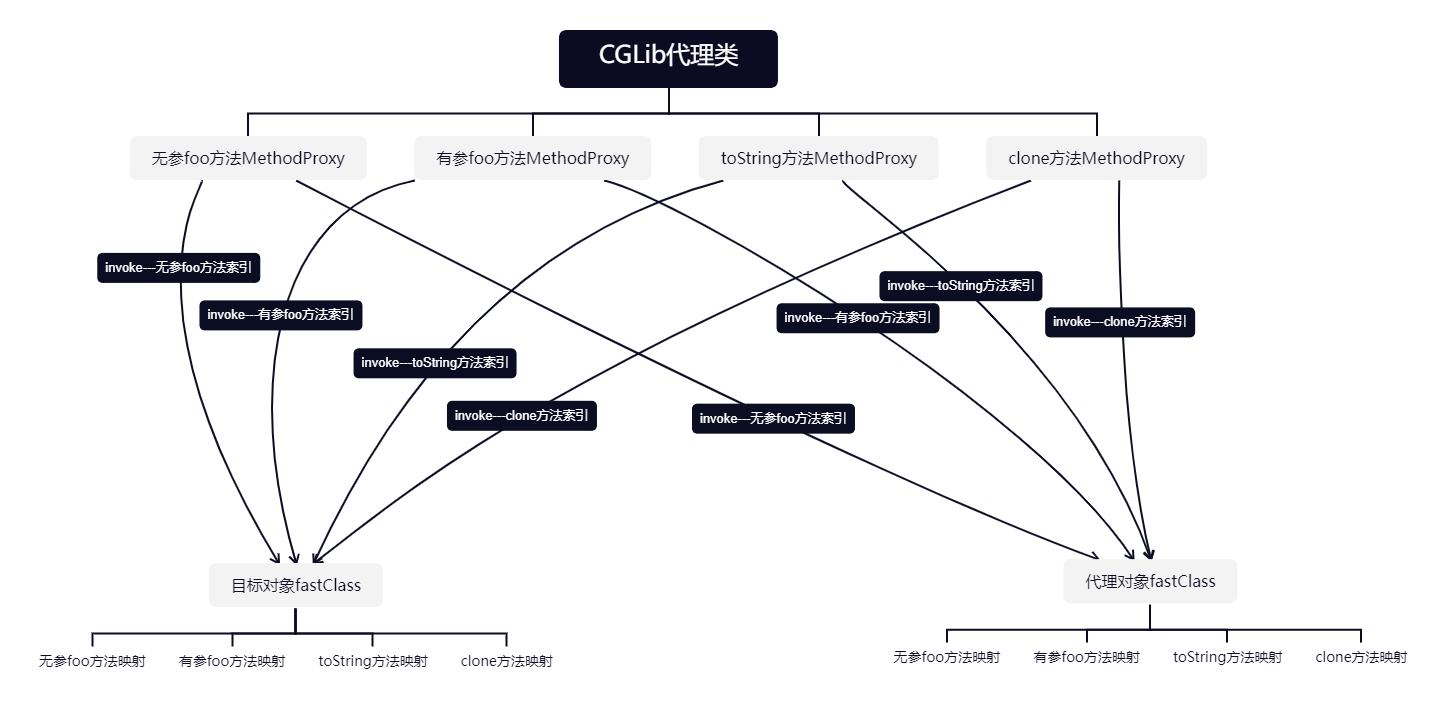 CGLib代理类
无参foo方法MethodProxy
有参foo方法MethodProxy
toString方法MethodProxy
clone方法MethodProxy
invoke---无参foo方法索引
invoke---有参foo方法索引
invoke---toString方法索引
invoke---clone方法索引
invoke---无参foo方法索引
invoke---有参foo方法索引
invoke---toString方法索引
invoke---clone方法索引
目标对象fastClass
无参foo方法映射
有参foo方法映射
toString方法映射
clone方法映射
代理对象fastClass
无参foo方法映射
有参foo方法映射
toString方法映射
clone方法映射